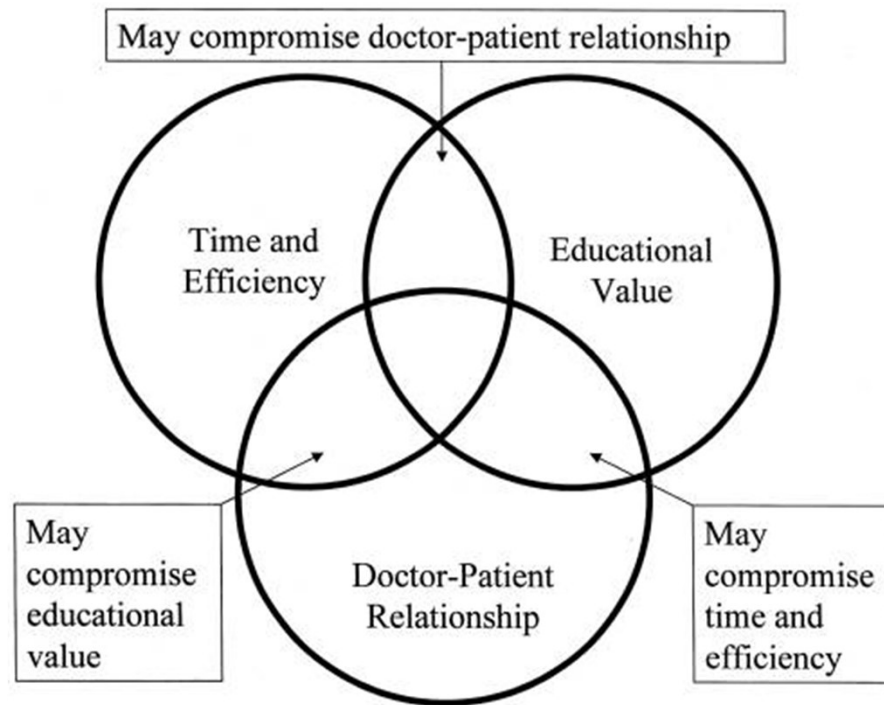 May compromise doctor-patient relationship
Time and
Efficiency
Educational
Value
May
compromise
educational
value
Doctor-Patient
Relationship
May
compromise
time and
efficiency